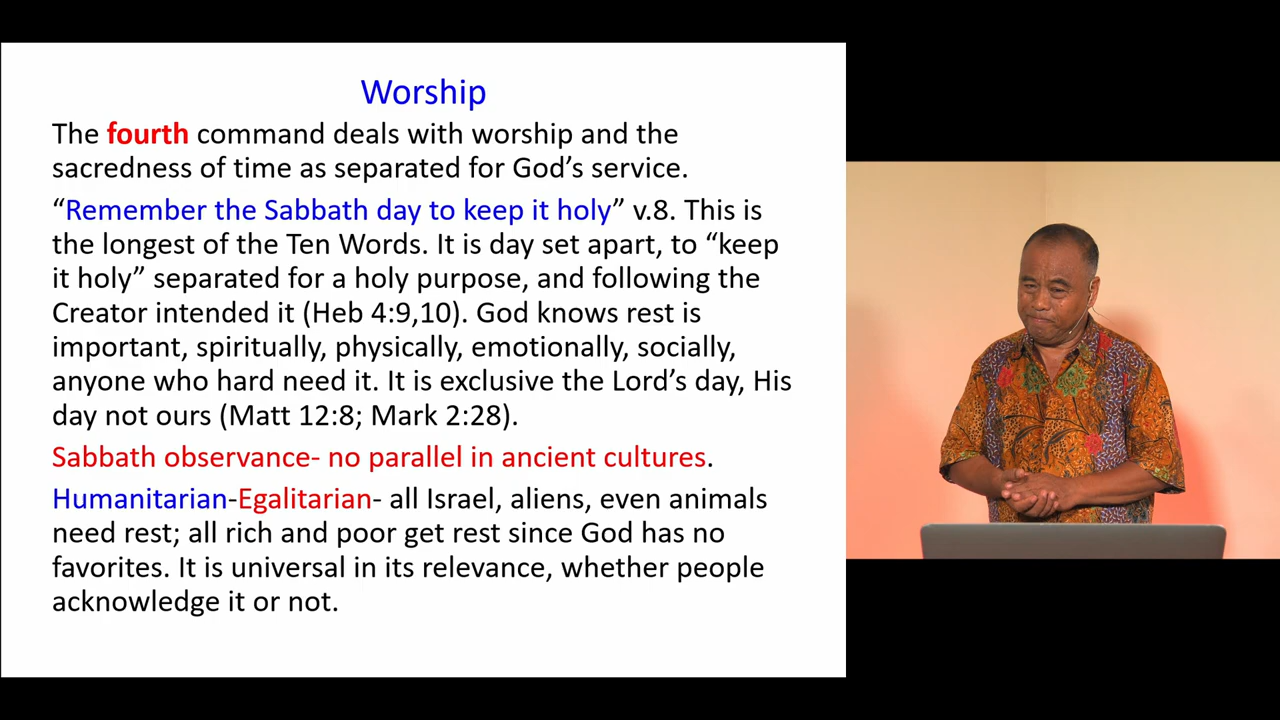 Worship
The fourth command deals with worship and the
sacredness of time as separated for God’s service.
“Remember the Sabbath day to keep it holy” v.8. This is
the longest of the Ten Words. It is day set apart, to “keep
it holy” separated for a holy purpose, and following the
Creator intended it (Heb 4:9,10). God knows rest is
important, spiritually, physically, emotionally, socially,
anyone who hard need it. It is exclusive the Lord’s day, His
day not ours (Matt 12:8; Mark 2:28).
Sabbath observance- no parallel in ancient cultures.
Humanitarian-Egalitarian- all Israel, aliens, even animals
need rest; all rich and poor get rest since God has no
favorites. It is universal in its relevance, whether people
acknowledge it or not.